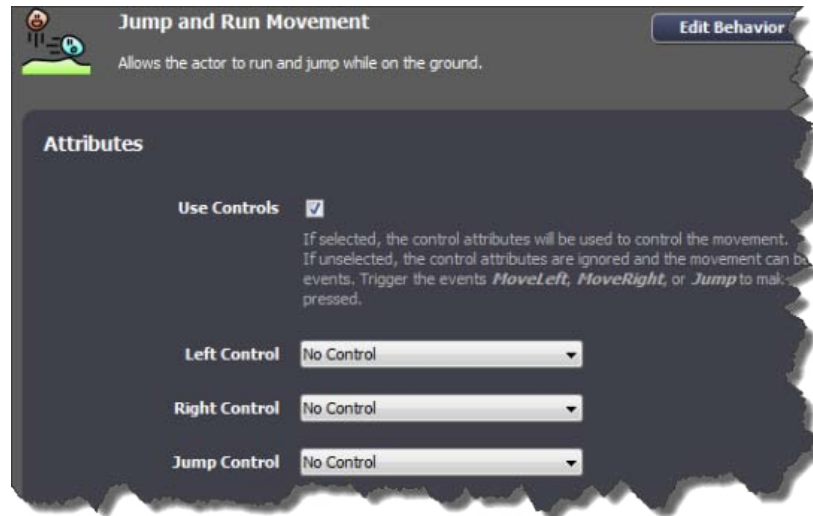 Jump and Run Movement
Edit Behavior
Allows the actor to run and jump while on the ground.
Attributes
Use Controls
If selected, the control attributes will be used to control the movement.
If unselected, the control attributes are ignored and the movement can
events. Trigger the events MoveLeft, MoveRight, or Jump to
pressed.
Left Control No Control
Right Control No Control
Jump Control No Control